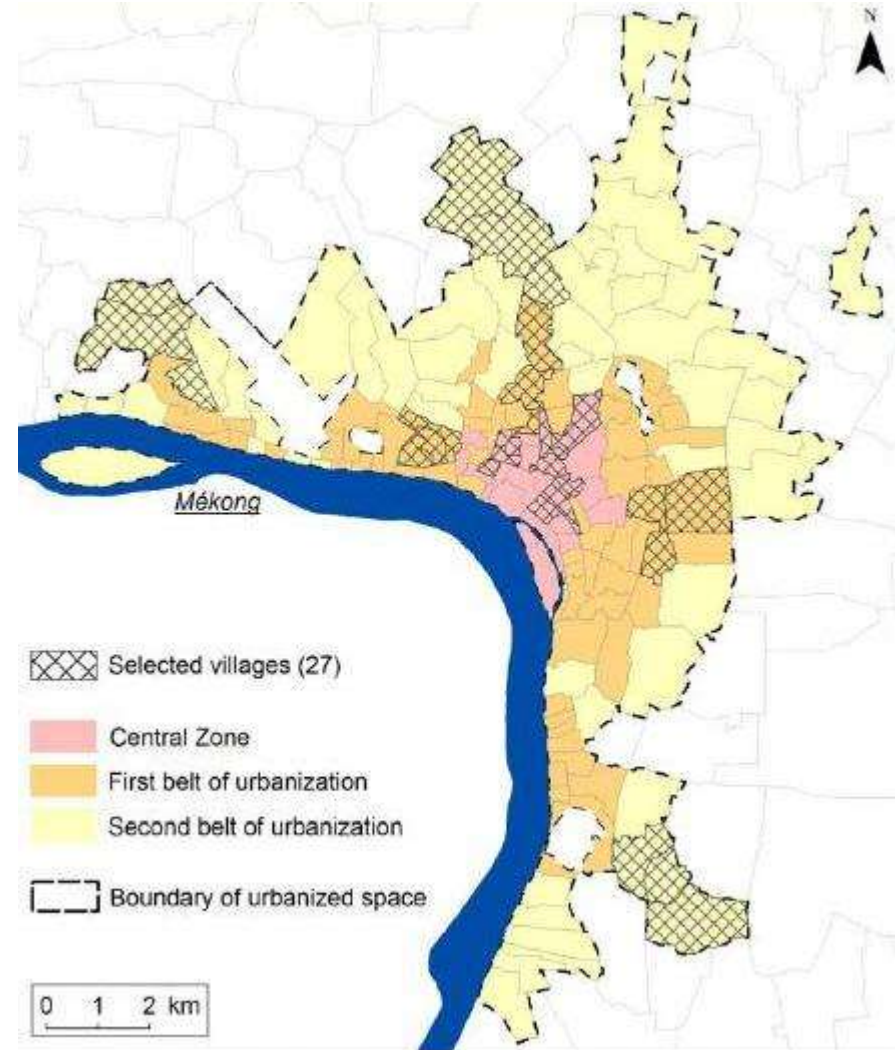 N
Mékong
Selected villages (27)
Central Zone
First belt of urbanization
Second belt of urbanization
Boundary of urbanized space
0 1 2 km